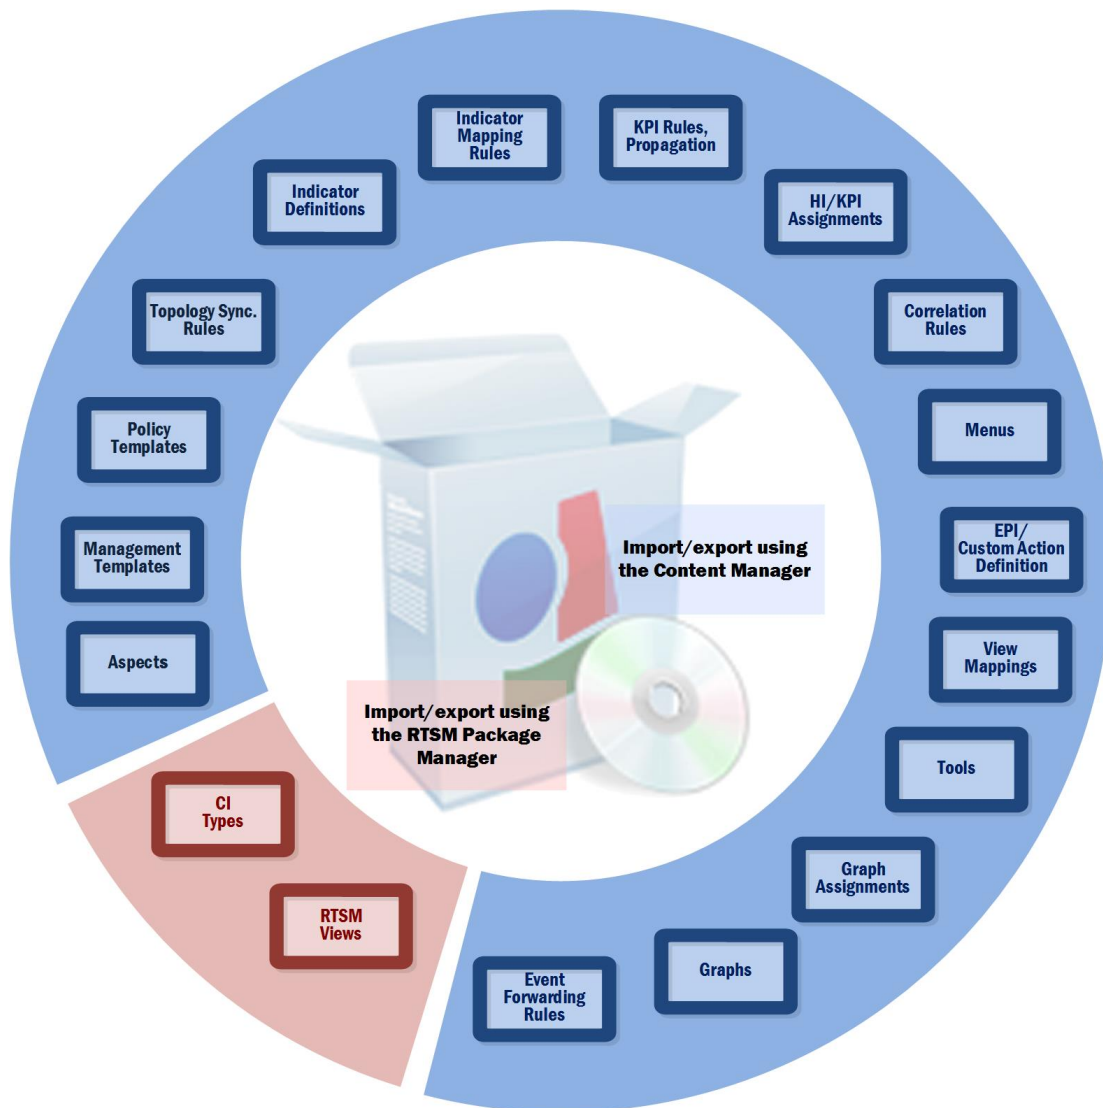 Indicator
Mapping
Rules
KPI Rules,
Propagation
Indicator
Definitions
HI/KPI
Assignments
Topology Sync.
Rules
Correlation
Rules
Policy
Templates
Menus
Management
Templates
EPI/
Custom Action
Definition
Import/export using
the Content Manager
Aspects
View
Mappings
Import/export using
the RTSM Package
Manager
Tools
CI
Types
Graph
Assignments
RTSM
Views
Graphs
Event
Forwarding
Rules